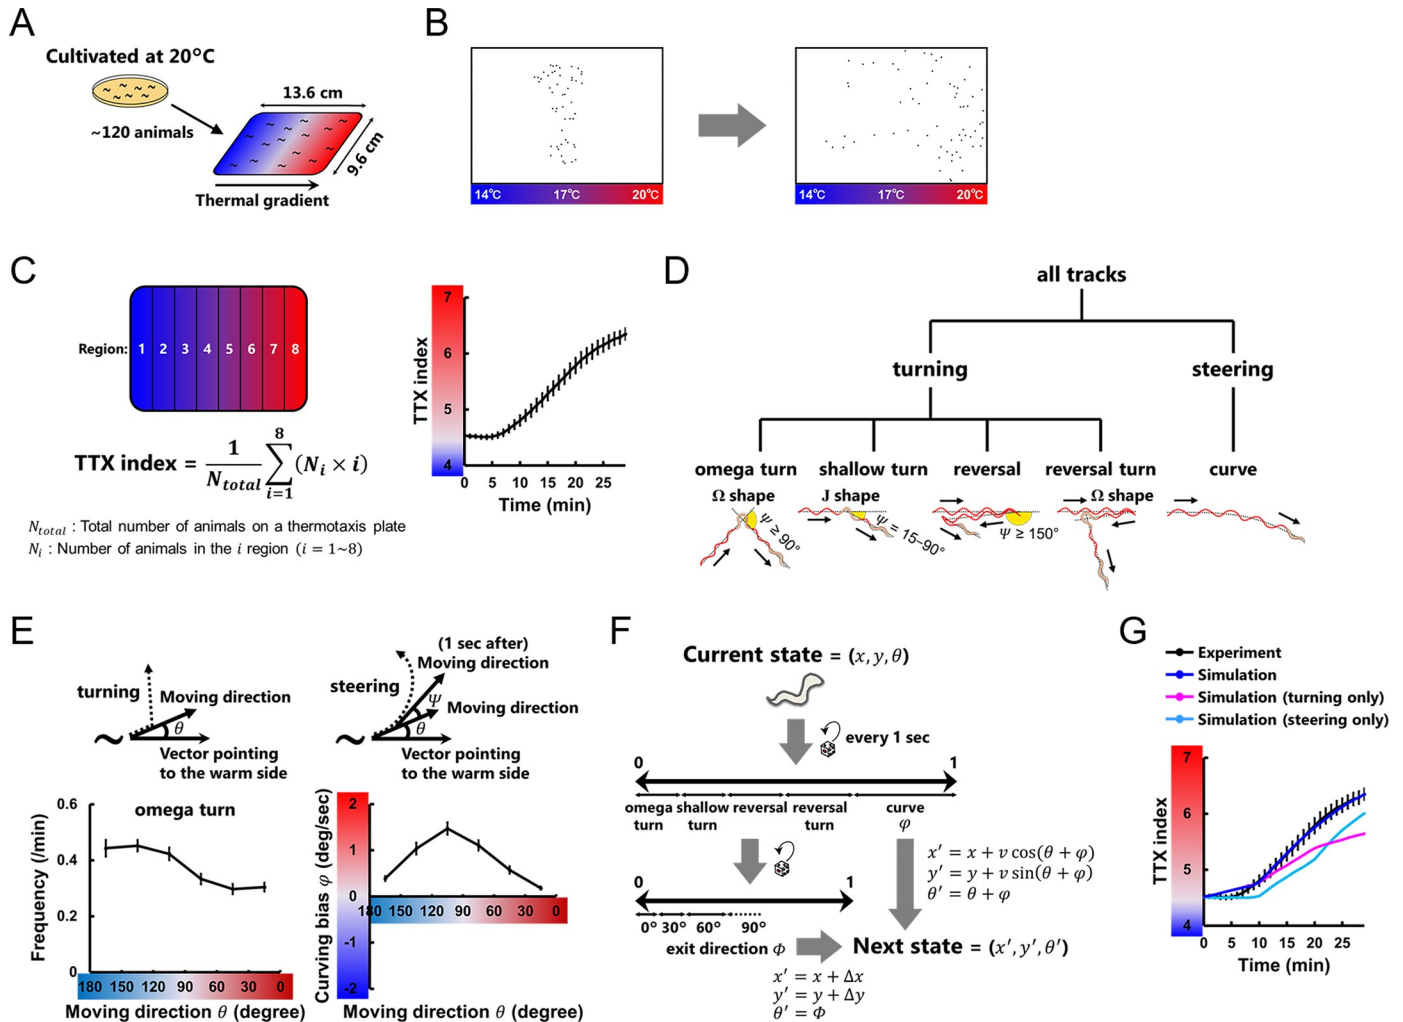 A
Cultivated at 20°C
~120 animals
13.6 cm
9.6 cm
Thermal gradient
B
14℃ 17℃ 20℃
14℃ 17℃ 20℃
C
Region: 1 2 3 4 5 6 7 8
TTX index = 1/N_total 8 ∑ i=1 (N_i × i)
N_total : Total number of animals on a thermotaxis plate
N_i : Number of animals in the i region (i = 1~8)
TTX index
7
6
5
4
0 5 10 15 20 25
Time (min)
D
all tracks
turning steering
omega turn shallow turn reversal reversal turn curve
Ω shape J shape Ω shape
Ψ ≥ 90° Ψ = 15–90° Ψ ≥ 150°
E
turning
Moving direction
θ
Vector pointing
to the warm side
(1 sec after)
Moving direction
steering
Ψ
Moving direction
θ
Vector pointing
to the warm side
omega turn
Frequency (/min)
0.6
0.4
0.2
0
180 150 120 90 60 30 0
Moving direction θ (degree)
Curving bias φ (deg/sec)
2
1
0
-1
-2
180 150 120 90 60 30 0
Moving direction θ (degree)
F
Current state = (x, y, θ)
every 1 sec
0 1
omega shallow reversal reversal curve
turn turn turn φ
0 1
0° 30° 60° 90°
exit direction Φ
x′ = x + v cos(θ + φ)
y′ = y + v sin(θ + φ)
θ′ = θ + φ
Next state = (x′, y′, θ′)
x′ = x + Δx
y′ = y + Δy
θ′ = Φ
G
Experiment
Simulation
Simulation (turning only)
Simulation (steering only)
TTX index
7
6
5
4
0 5 10 15 20 25
Time (min)